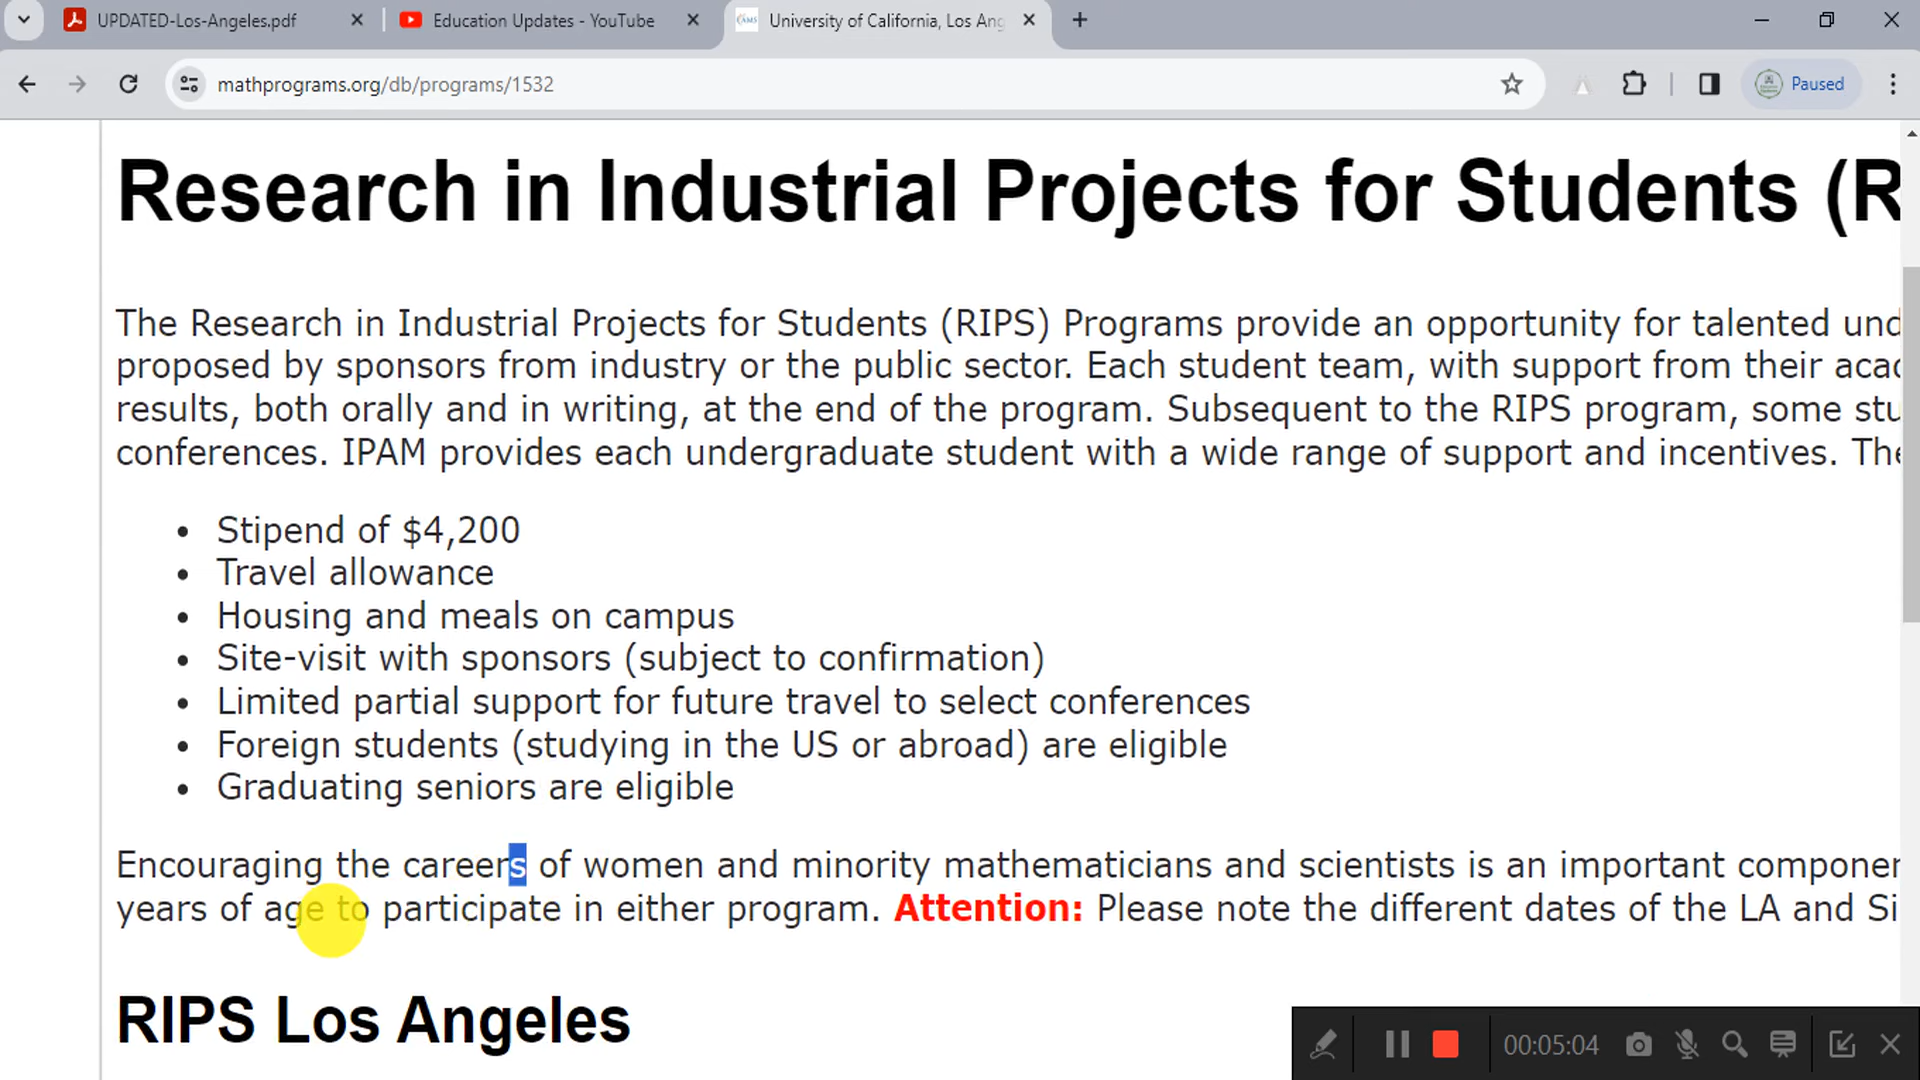 UPDATED-Los-Angeles.pdf
Education Updates - YouTube
University of California, Los Ang
mathprograms.org/db/programs/1532
Paused
Research in Industrial Projects for Students (R
The Research in Industrial Projects for Students (RIPS) Programs provide an opportunity for talented und
proposed by sponsors from industry or the public sector. Each student team, with support from their acad
results, both orally and in writing, at the end of the program. Subsequent to the RIPS program, some stu
conferences. IPAM provides each undergraduate student with a wide range of support and incentives. The
• Stipend of $4,200
• Travel allowance
• Housing and meals on campus
• Site-visit with sponsors (subject to confirmation)
• Limited partial support for future travel to select conferences
• Foreign students (studying in the US or abroad) are eligible
• Graduating seniors are eligible
Encouraging the careers of women and minority mathematicians and scientists is an important componen
years of age to participate in either program. Attention: Please note the different dates of the LA and Si
RIPS Los Angeles
00:05:04